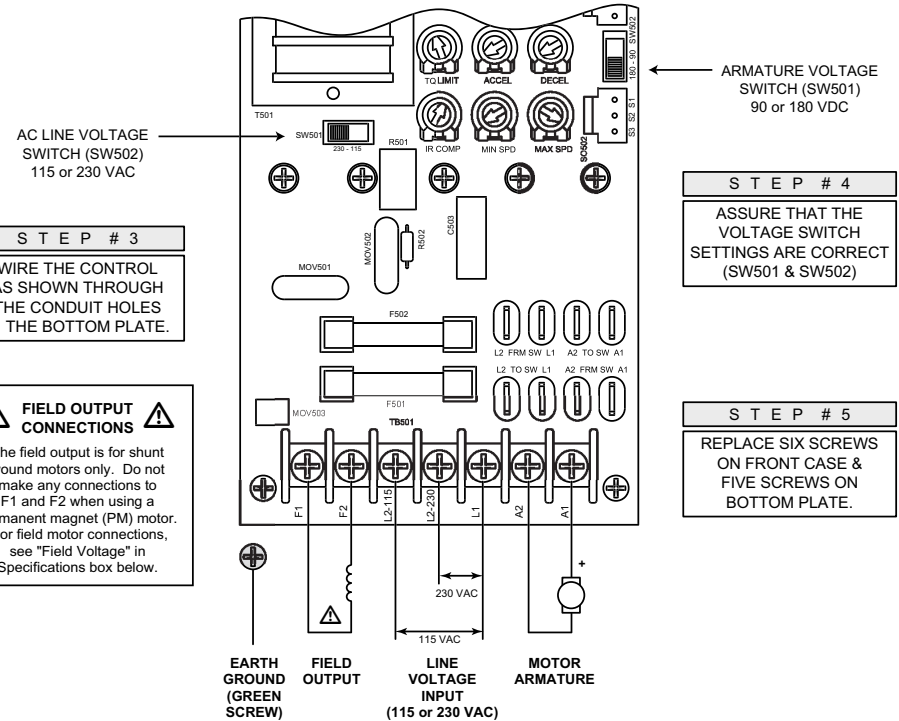 SW502
180 - 90
TQ LIMIT
ACCEL
DECEL
ARMATURE VOLTAGE
SWITCH (SW501)
90 or 180 VDC
T501
S3 S2 S1
SO502
AC LINE VOLTAGE
SWITCH (SW502)
115 or 230 VAC
SW501
230 - 115
R501
IR COMP
MIN SPD
MAX SPD
STEP #3
WIRE THE CONTROL
AS SHOWN THROUGH
THE CONDUIT HOLES
THE BOTTOM PLATE.
STEP #4
ASSURE THAT THE
VOLTAGE SWITCH
SETTINGS ARE CORRECT
(SW501 & SW502)
MOV502
R502
C503
MOV501
F502
L2 FRM SW L1
A2 TO SW A1
L2 TO SW L1
A2 FRM SW A1
F501
MOV503
TB501
FIELD OUTPUT
CONNECTIONS
he field output is for shunt
ound motors only. Do not
make any connections to
F1 and F2 when using a
manent magnet (PM) motor.
or field motor connections,
see "Field Voltage" in
Specifications box below.
STEP #5
REPLACE SIX SCREWS
ON FRONT CASE &
FIVE SCREWS ON
BOTTOM PLATE.
F1
F2
L2-115
L2-230
L1
A2
A1
+
230 VAC
115 VAC
EARTH
GROUND
(GREEN
SCREW)
FIELD
OUTPUT
LINE
VOLTAGE
INPUT
(115 or 230 VAC)
MOTOR
ARMATURE